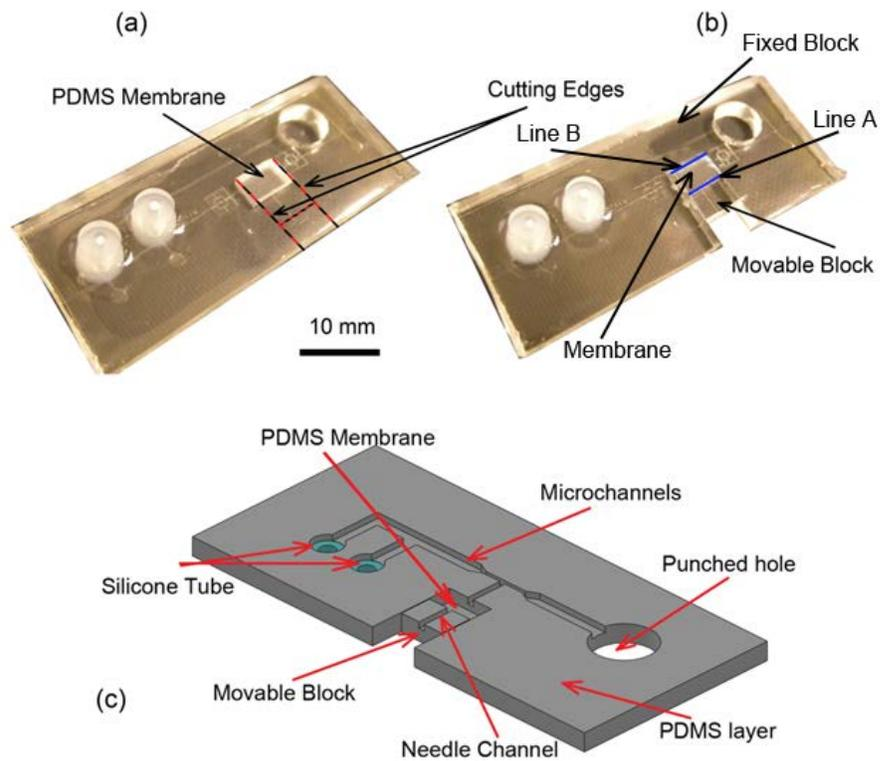 (a)
(b)
Fixed Block
PDMS Membrane
Cutting Edges
Line B
Line A
Movable Block
10 mm
Membrane
PDMS Membrane
Microchannels
Punched hole
Silicone Tube
Movable Block
(c)
Needle Channel
PDMS layer